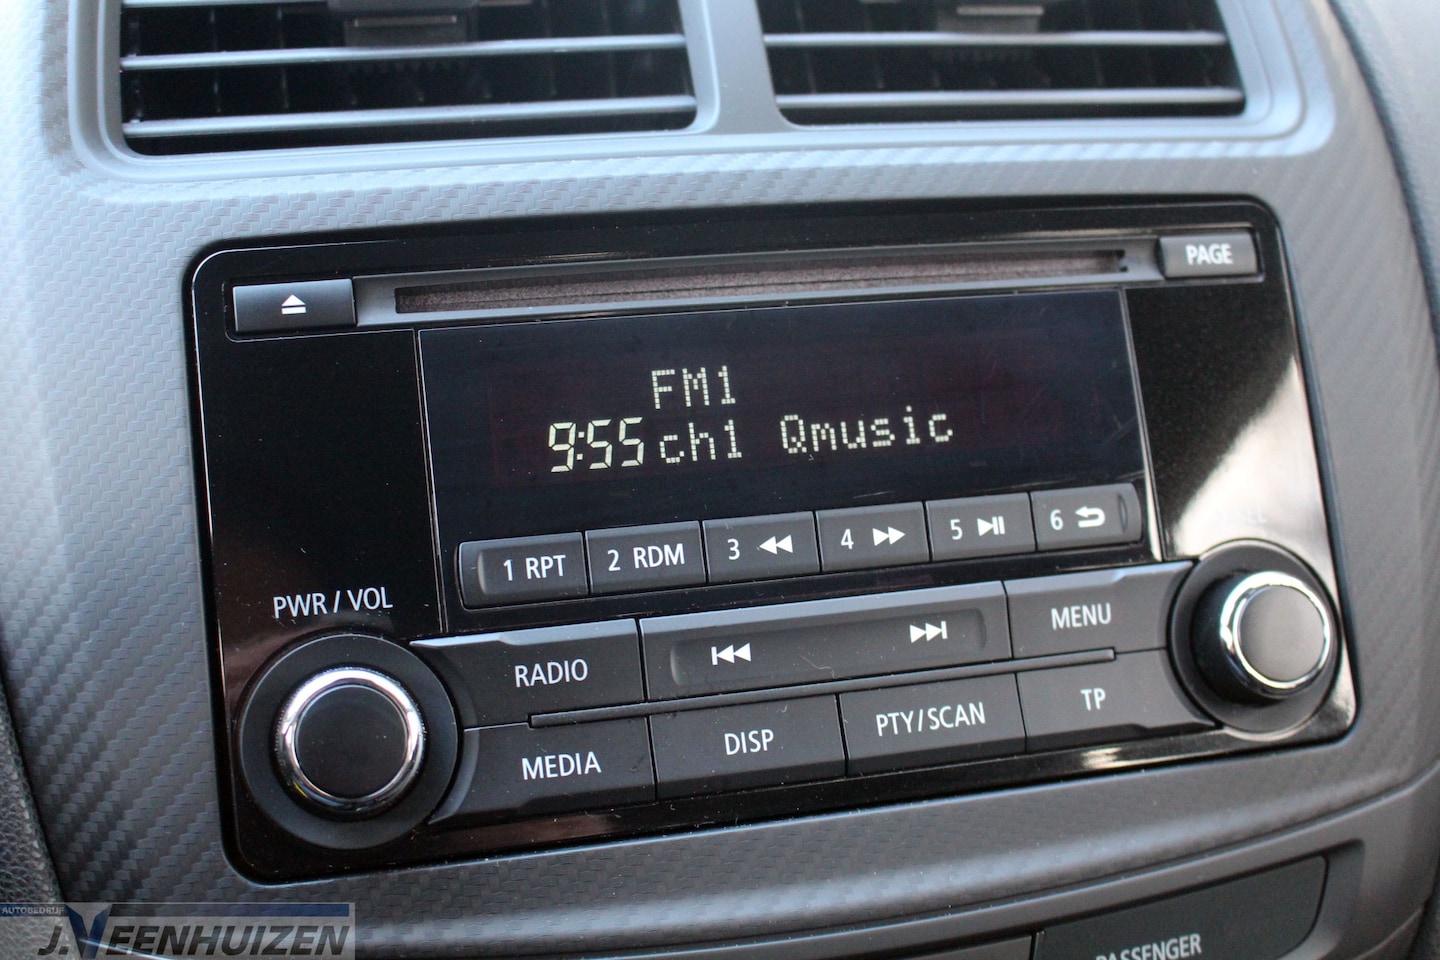 PAGE
FM1
9:55 ch1 Qmusic
1 RPT 2 RDM 3 4 5 6
PWR / VOL
MENU
RADIO
TP
PTY/SCAN
DISP
MEDIA
PASSENGER
AUTOBEDRIJF
J.VEENHUIZEN